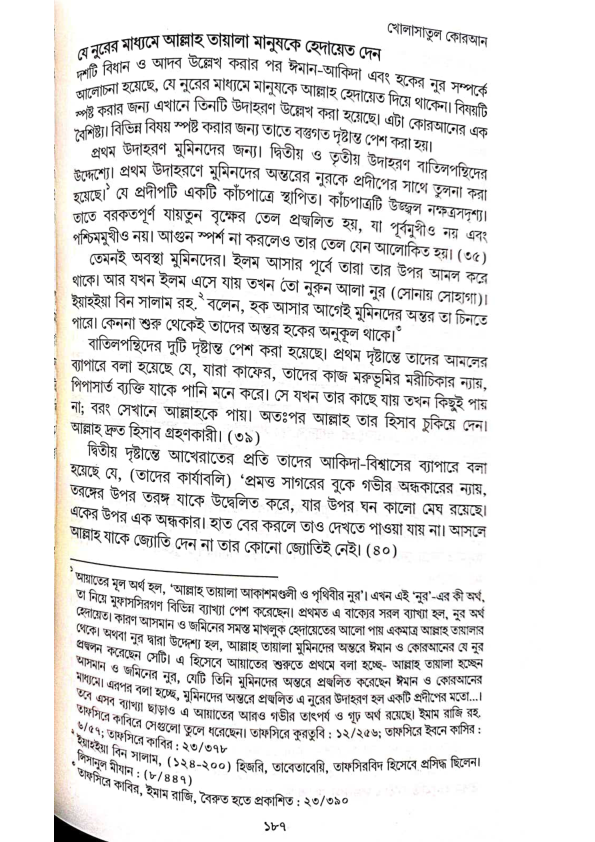 খোলাসাতুল কোরআন
যে নুরের মাধ্যমে আল্লাহ তায়ালা মানুষকে হেদায়েত দেন
দশটি বিধান ও আদব উল্লেখ করার পর ঈমান-আকিদা এবং হকের নুর সম্পর্কে
আলোচনা হয়েছে, যে নুরের মাধ্যমে মানুষকে আল্লাহ হেদায়েত দিয়ে থাকেন। বিষয়টি
স্পষ্ট করার জন্য এখানে তিনটি উদাহরণ উল্লেখ করা হয়েছে। এটা কোরআনের এক
বৈশিষ্ট্য। বিভিন্ন বিষয় স্পষ্ট করার জন্য তাতে বস্তুগত দৃষ্টান্ত পেশ করা হয়।
প্রথম উদাহরণ মুমিনদের জন্য। দ্বিতীয় ও তৃতীয় উদাহরণ বাতিলপন্থিদের
উদ্দেশ্যে। প্রথম উদাহরণে মুমিনদের অন্তরের নুরকে প্রদীপের সাথে তুলনা করা
হয়েছে।১ যে প্রদীপটি একটি কাঁচপাত্রে স্থাপিত। কাঁচপাত্রটি উজ্জ্বল নক্ষত্রসদৃশ্য।
তাতে বরকতপূর্ণ যায়তুন বৃক্ষের তেল প্রজ্বলিত হয়, যা পূর্বমুখীও নয় এবং
পশ্চিমমুখীও নয়। আগুন স্পর্শ না করলেও তার তেল যেন আলোকিত হয়। (৩৫)
তেমনই অবস্থা মুমিনদের। ইলম আসার পূর্বে তারা তার উপর আমল করে
থাকে। আর যখন ইলম এসে যায় তখন তো নুরুন আলা নুর (সোনায় সোহাগা)।
ইয়াহইয়া বিন সালাম রহ.২ বলেন, হক আসার আগেই মুমিনদের অন্তর তা চিনতে
পারে। কেননা শুরু থেকেই তাদের অন্তর হকের অনুকূল থাকে।৩
বাতিলপন্থিদের দুটি দৃষ্টান্ত পেশ করা হয়েছে। প্রথম দৃষ্টান্তে তাদের আমলের
ব্যাপারে বলা হয়েছে যে, যারা কাফের, তাদের কাজ মরুভূমির মরীচিকার ন্যায়,
পিপাসার্ত ব্যক্তি যাকে পানি মনে করে। সে যখন তার কাছে যায় তখন কিছুই পায়
না; বরং সেখানে আল্লাহকে পায়। অতঃপর আল্লাহ তার হিসাব চুকিয়ে দেন।
আল্লাহ দ্রুত হিসাব গ্রহণকারী। (৩৯)
দ্বিতীয় দৃষ্টান্তে আখেরাতের প্রতি তাদের আকিদা-বিশ্বাসের ব্যাপারে বলা
হয়েছে যে, (তাদের কার্যাবলি) ‘প্রমত্ত সাগরের বুকে গভীর অন্ধকারের ন্যায়,
তরঙ্গের উপর তরঙ্গ যাকে উদ্বেলিত করে, যার উপর ঘন কালো মেঘ রয়েছে।
একের উপর এক অন্ধকার। হাত বের করলে তাও দেখতে পাওয়া যায় না। আসলে
আল্লাহ যাকে জ্যোতি দেন না তার কোনো জ্যোতিই নেই। (৪০)
১ আয়াতের মূল অর্থ হল, ‘আল্লাহ তায়ালা আকাশমণ্ডলী ও পৃথিবীর নূর’। এখন এই ‘নূর’-এর কী অর্থ,
তা নিয়ে মুফাসসিরগণ বিভিন্ন ব্যাখ্যা পেশ করেছেন। প্রথমত এ বাক্যের সরল ব্যাখ্যা হল, নুর অর্থ
হেদায়েত। কারণ আসমান ও জমিনের সমস্ত মাখলুক হেদায়েতের আলো পায় একমাত্র আল্লাহ তায়ালার
থেকে। অথবা নুর দ্বারা উদ্দেশ্য হল, আল্লাহ তায়ালা মুমিনদের অন্তরে ঈমান ও কোরআনের যে নুর
প্রজ্বলন করেছেন সেটি। এ হিসেবে আয়াতের শুরুতে প্রথমে বলা হচ্ছে- আল্লাহ তায়ালা হচ্ছেন
আসমান ও জমিনের নুর, যেটি তিনি মুমিনদের অন্তরে প্রজ্বলিত করেছেন ঈমান ও কোরআনের
মাধ্যমে। এরপর বলা হচ্ছে, মুমিনদের অন্তরে প্রজ্বলিত এ নুরের উদাহরণ হল একটি প্রদীপের মতো...।
তবে এসব ব্যাখ্যা ছাড়াও এ আয়াতের আরও গভীর তাৎপর্য ও গূঢ় অর্থ রয়েছে। ইমাম রাজি রহ.
তাফসিরে কাবিরে সেগুলো তুলে ধরেছেন। তাফসিরে কুরতুবি : ১২/২৫৬; তাফসিরে ইবনে কাসির :
৬/৫৭; তাফসিরে কাবির : ২৩/৩৭৮
২ ইয়াহইয়া বিন সালাম, (১২৪-২০০) হিজরি, তাবেতাবেয়ি, তাফসিরবিদ হিসেবে প্রসিদ্ধ ছিলেন।
লিসানুল মীযান : (৮/৪৪৭)
৩ তাফসিরে কাবির, ইমাম রাজি, বৈরুত হতে প্রকাশিত : ২৩/৩৯০
১৮৭